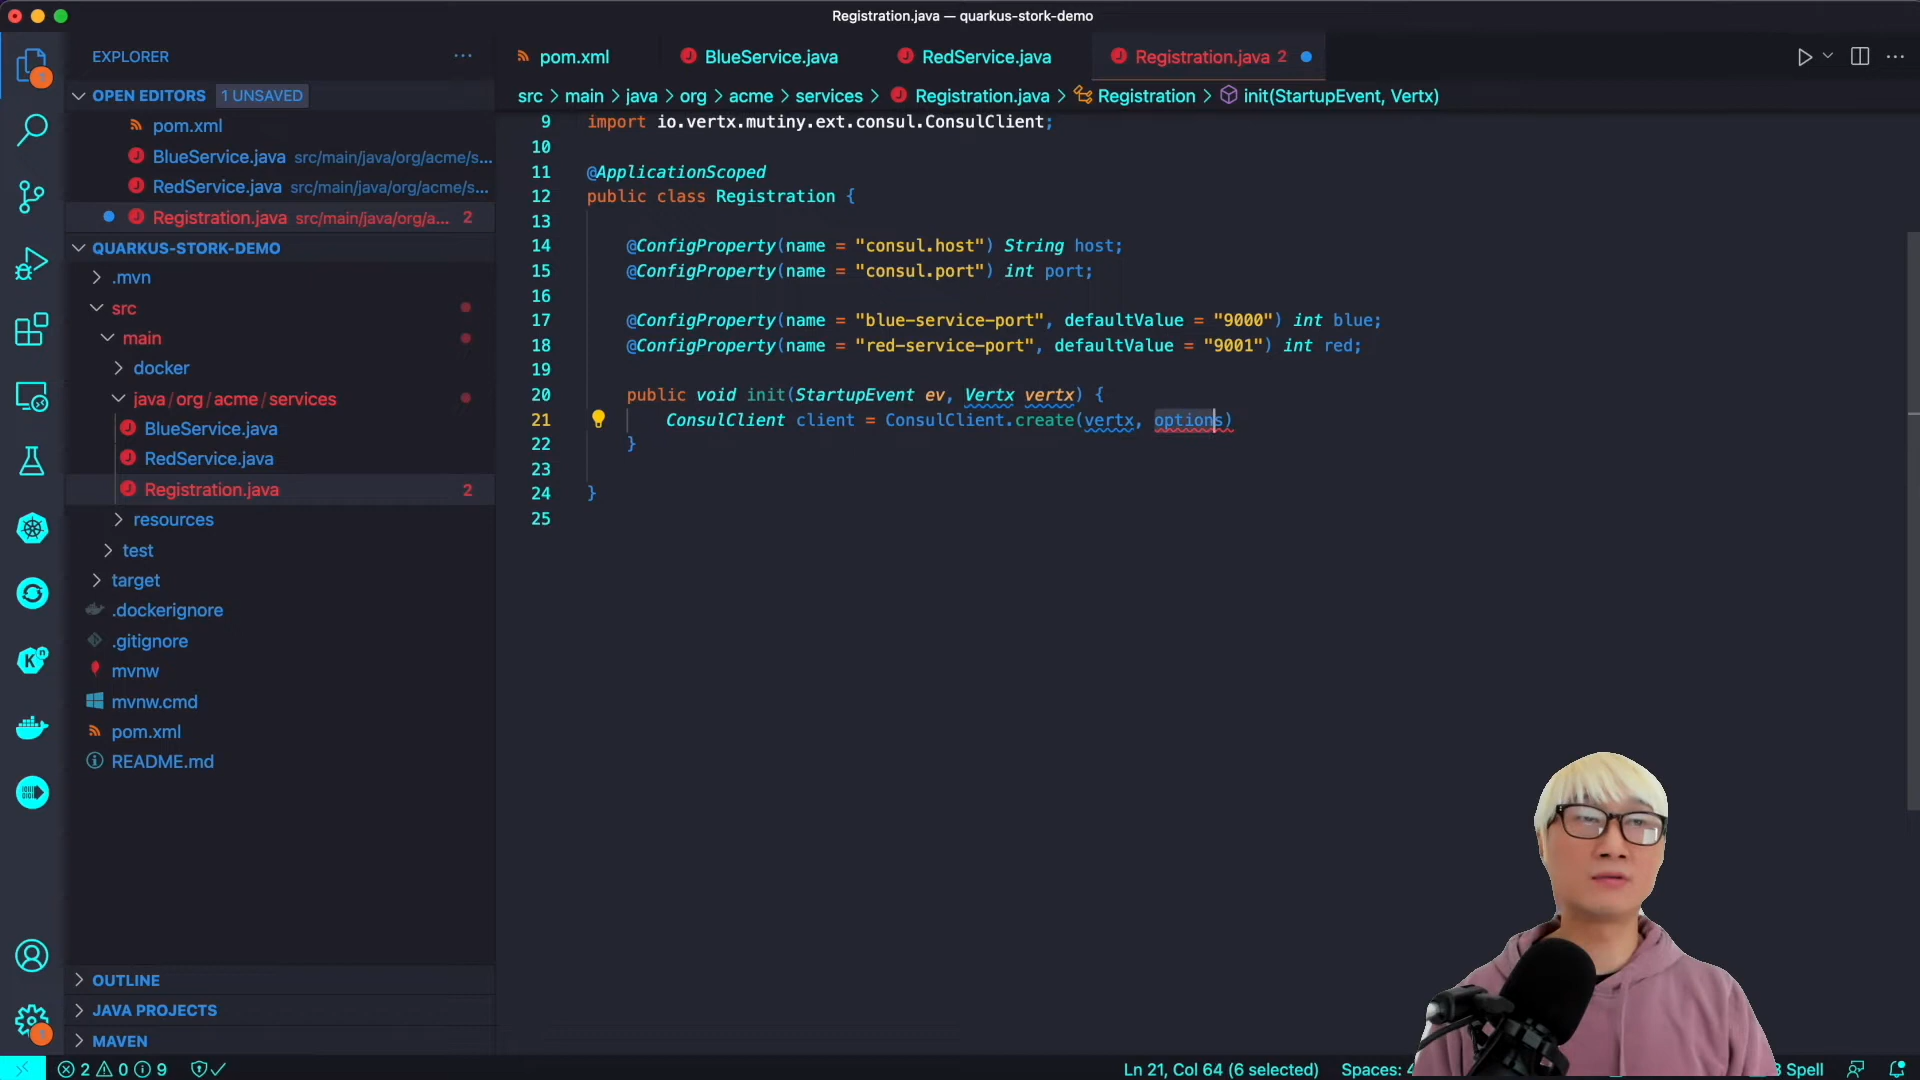 Registration.java — quarkus-stork-demo
EXPLORER
pom.xml
BlueService.java
RedService.java
Registration.java 2
OPEN EDITORS 1 UNSAVED
src > main > java > org > acme > services > Registration.java > Registration > init(StartupEvent, Vertx)
pom.xml
BlueService.java src/main/java/org/acme/s...
RedService.java src/main/java/org/acme/s...
Registration.java src/main/java/org/a... 2
QUARKUS-STORK-DEMO
.mvn
src
main
docker
java/org/acme/services
BlueService.java
RedService.java
Registration.java 2
resources
test
target
.dockerignore
.gitignore
mvnw
mvnw.cmd
pom.xml
README.md
OUTLINE
JAVA PROJECTS
MAVEN
9 import io.vertx.mutiny.ext.consul.ConsulClient;
10
11 @ApplicationScoped
12 public class Registration {
13
14 @ConfigProperty(name = "consul.host") String host;
15 @ConfigProperty(name = "consul.port") int port;
16
17 @ConfigProperty(name = "blue-service-port", defaultValue = "9000") int blue;
18 @ConfigProperty(name = "red-service-port", defaultValue = "9001") int red;
19
20 public void init(StartupEvent ev, Vertx vertx) {
21 ConsulClient client = ConsulClient.create(vertx, options)
22 }
23
24 }
25
2 0 9
Ln 21, Col 64 (6 selected) Spaces: Spell